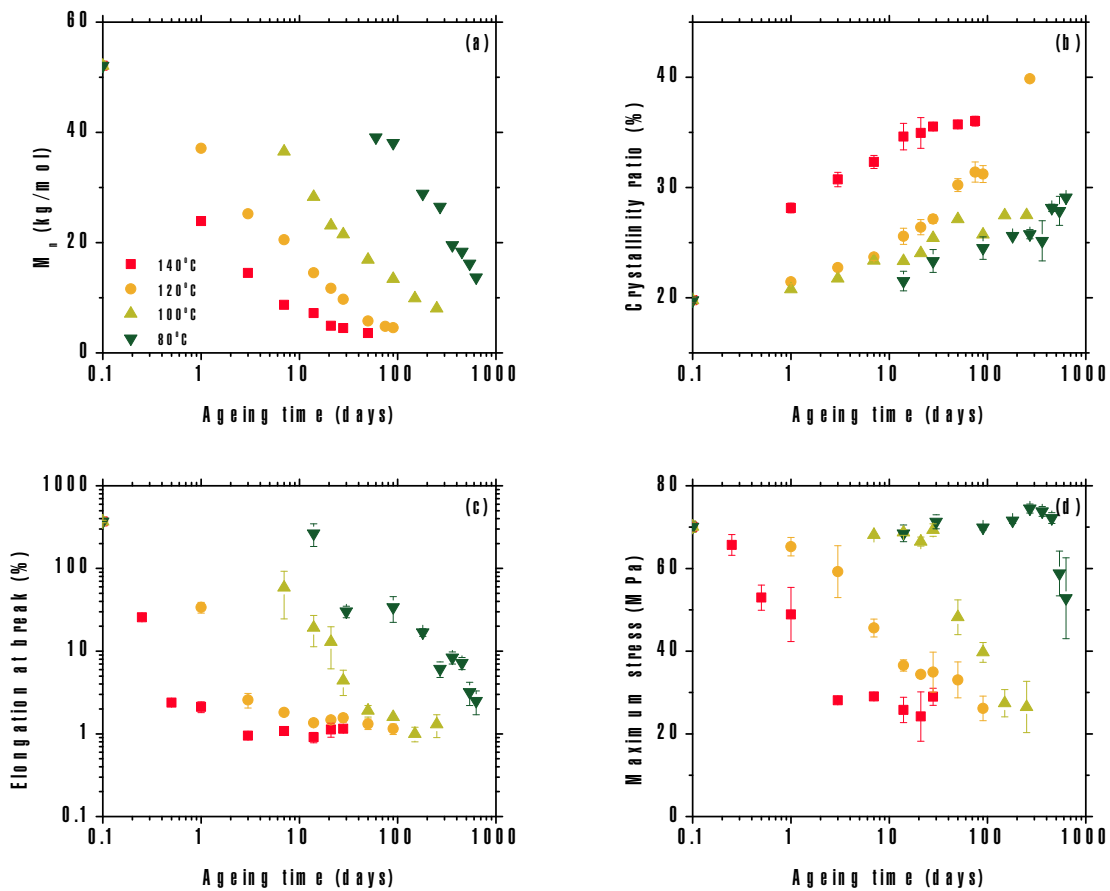 (a)
60
40
20
0
M n (kg/mol)
140°C
120°C
100°C
80°C
0.1 1 10 100 1000
Ageing time (days)
(b)
40
30
20
Crystallinity ratio (%)
0.1 1 10 100 1000
Ageing time (days)
(c)
1000
100
10
1
0.1
Elongation at break (%)
0.1 1 10 100 1000
Ageing time (days)
(d)
80
60
40
20
0
Maximum stress (MPa)
0.1 1 10 100 1000
Ageing time (days)